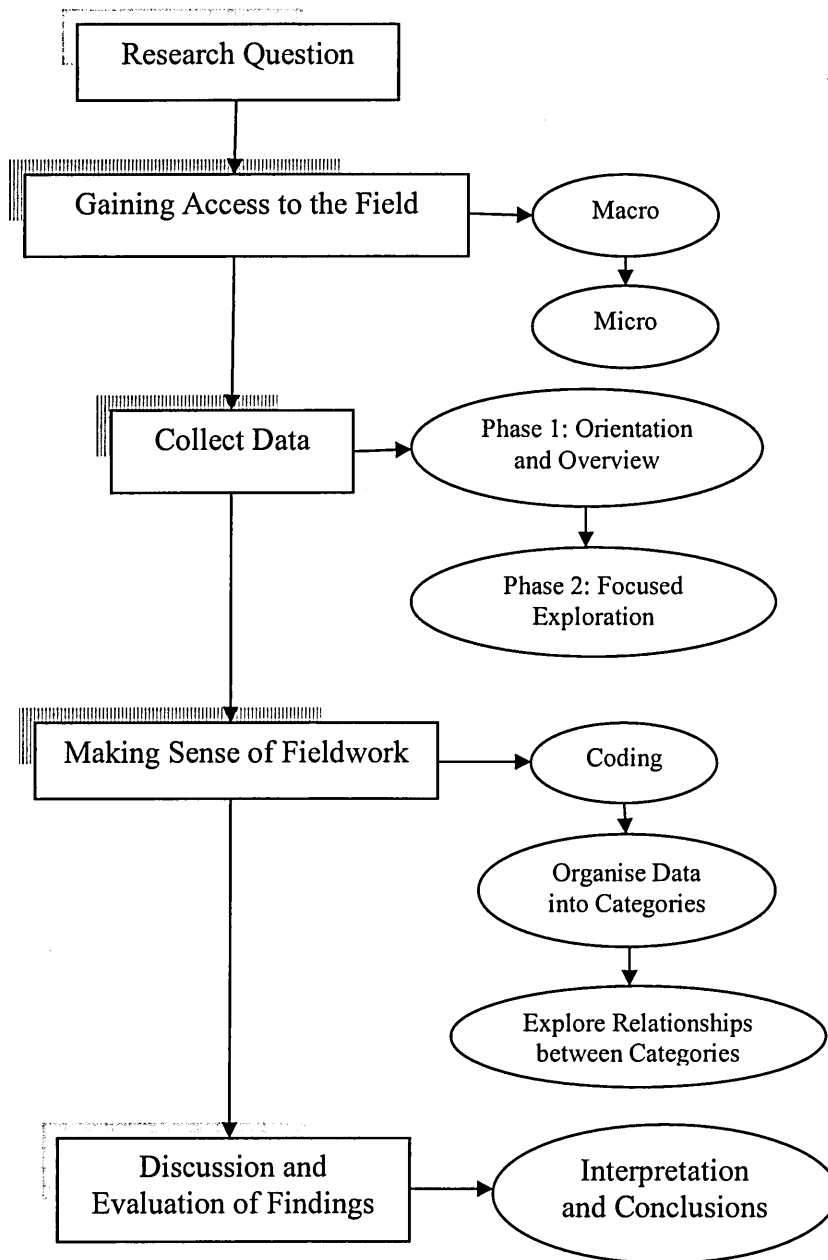 Research Question
Gaining Access to the Field
Macro
Micro
Collect Data
Phase 1: Orientation
and Overview
Phase 2: Focused
Exploration
Making Sense of Fieldwork
Coding
Organise Data
into Categories
Explore Relationships
between Categories
Discussion and
Evaluation of Findings
Interpretation
and Conclusions